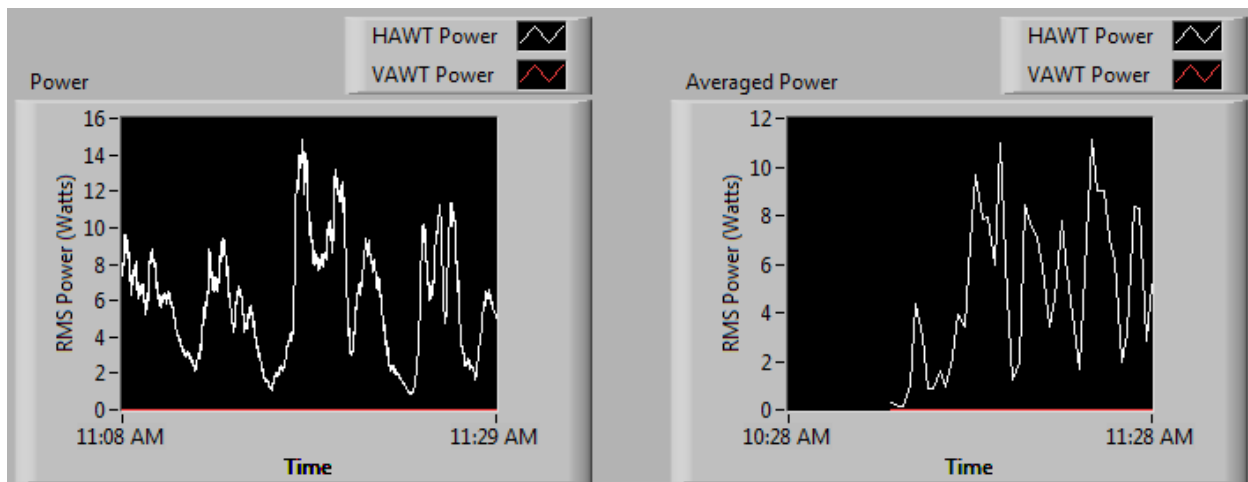 HAWT Power
VAWT Power
Power
16
14
12
10
8
6
4
2
0
RMS Power (Watts)
11:08 AM
11:29 AM
Time
HAWT Power
VAWT Power
Averaged Power
12
10
8
6
4
2
0
RMS Power (Watts)
10:28 AM
11:28 AM
Time